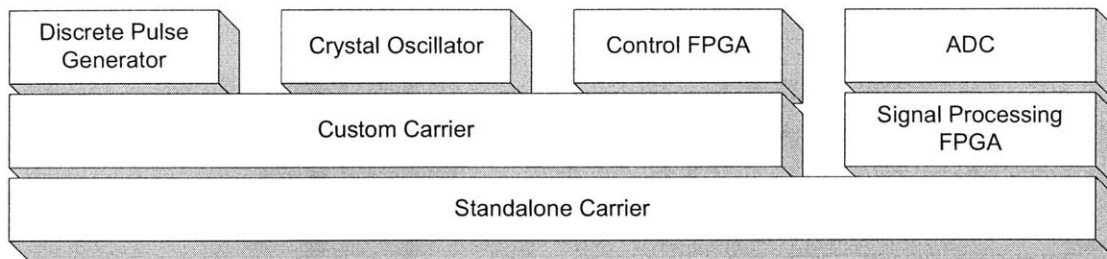 Discrete Pulse
Generator
Crystal Oscillator
Control FPGA
ADC
Custom Carrier
Signal Processing
FPGA
Standalone Carrier